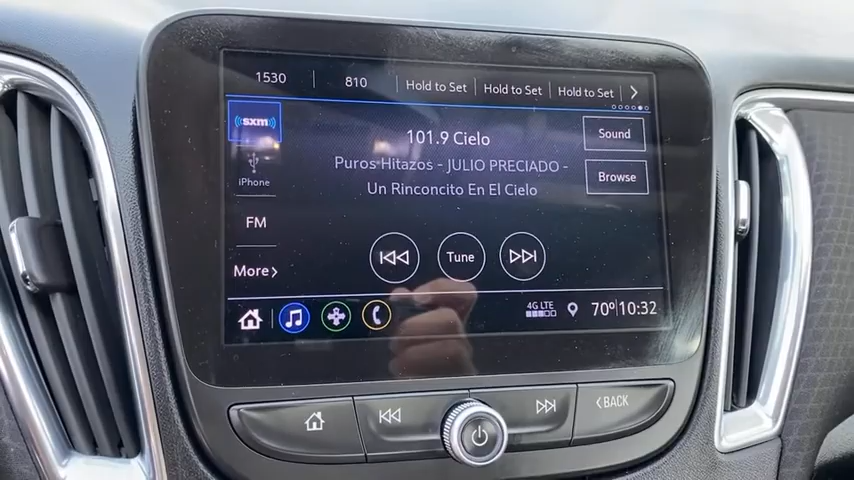 1530 810 Hold to Set Hold to Set Hold to Set
sxm
101.9 Cielo
Sound
iPhone
Puros Hitazos - JULIO PRECIADO -
Un Rinconcito En El Cielo
Browse
FM
Tune
More
4G LTE
70° 10:32
BACK